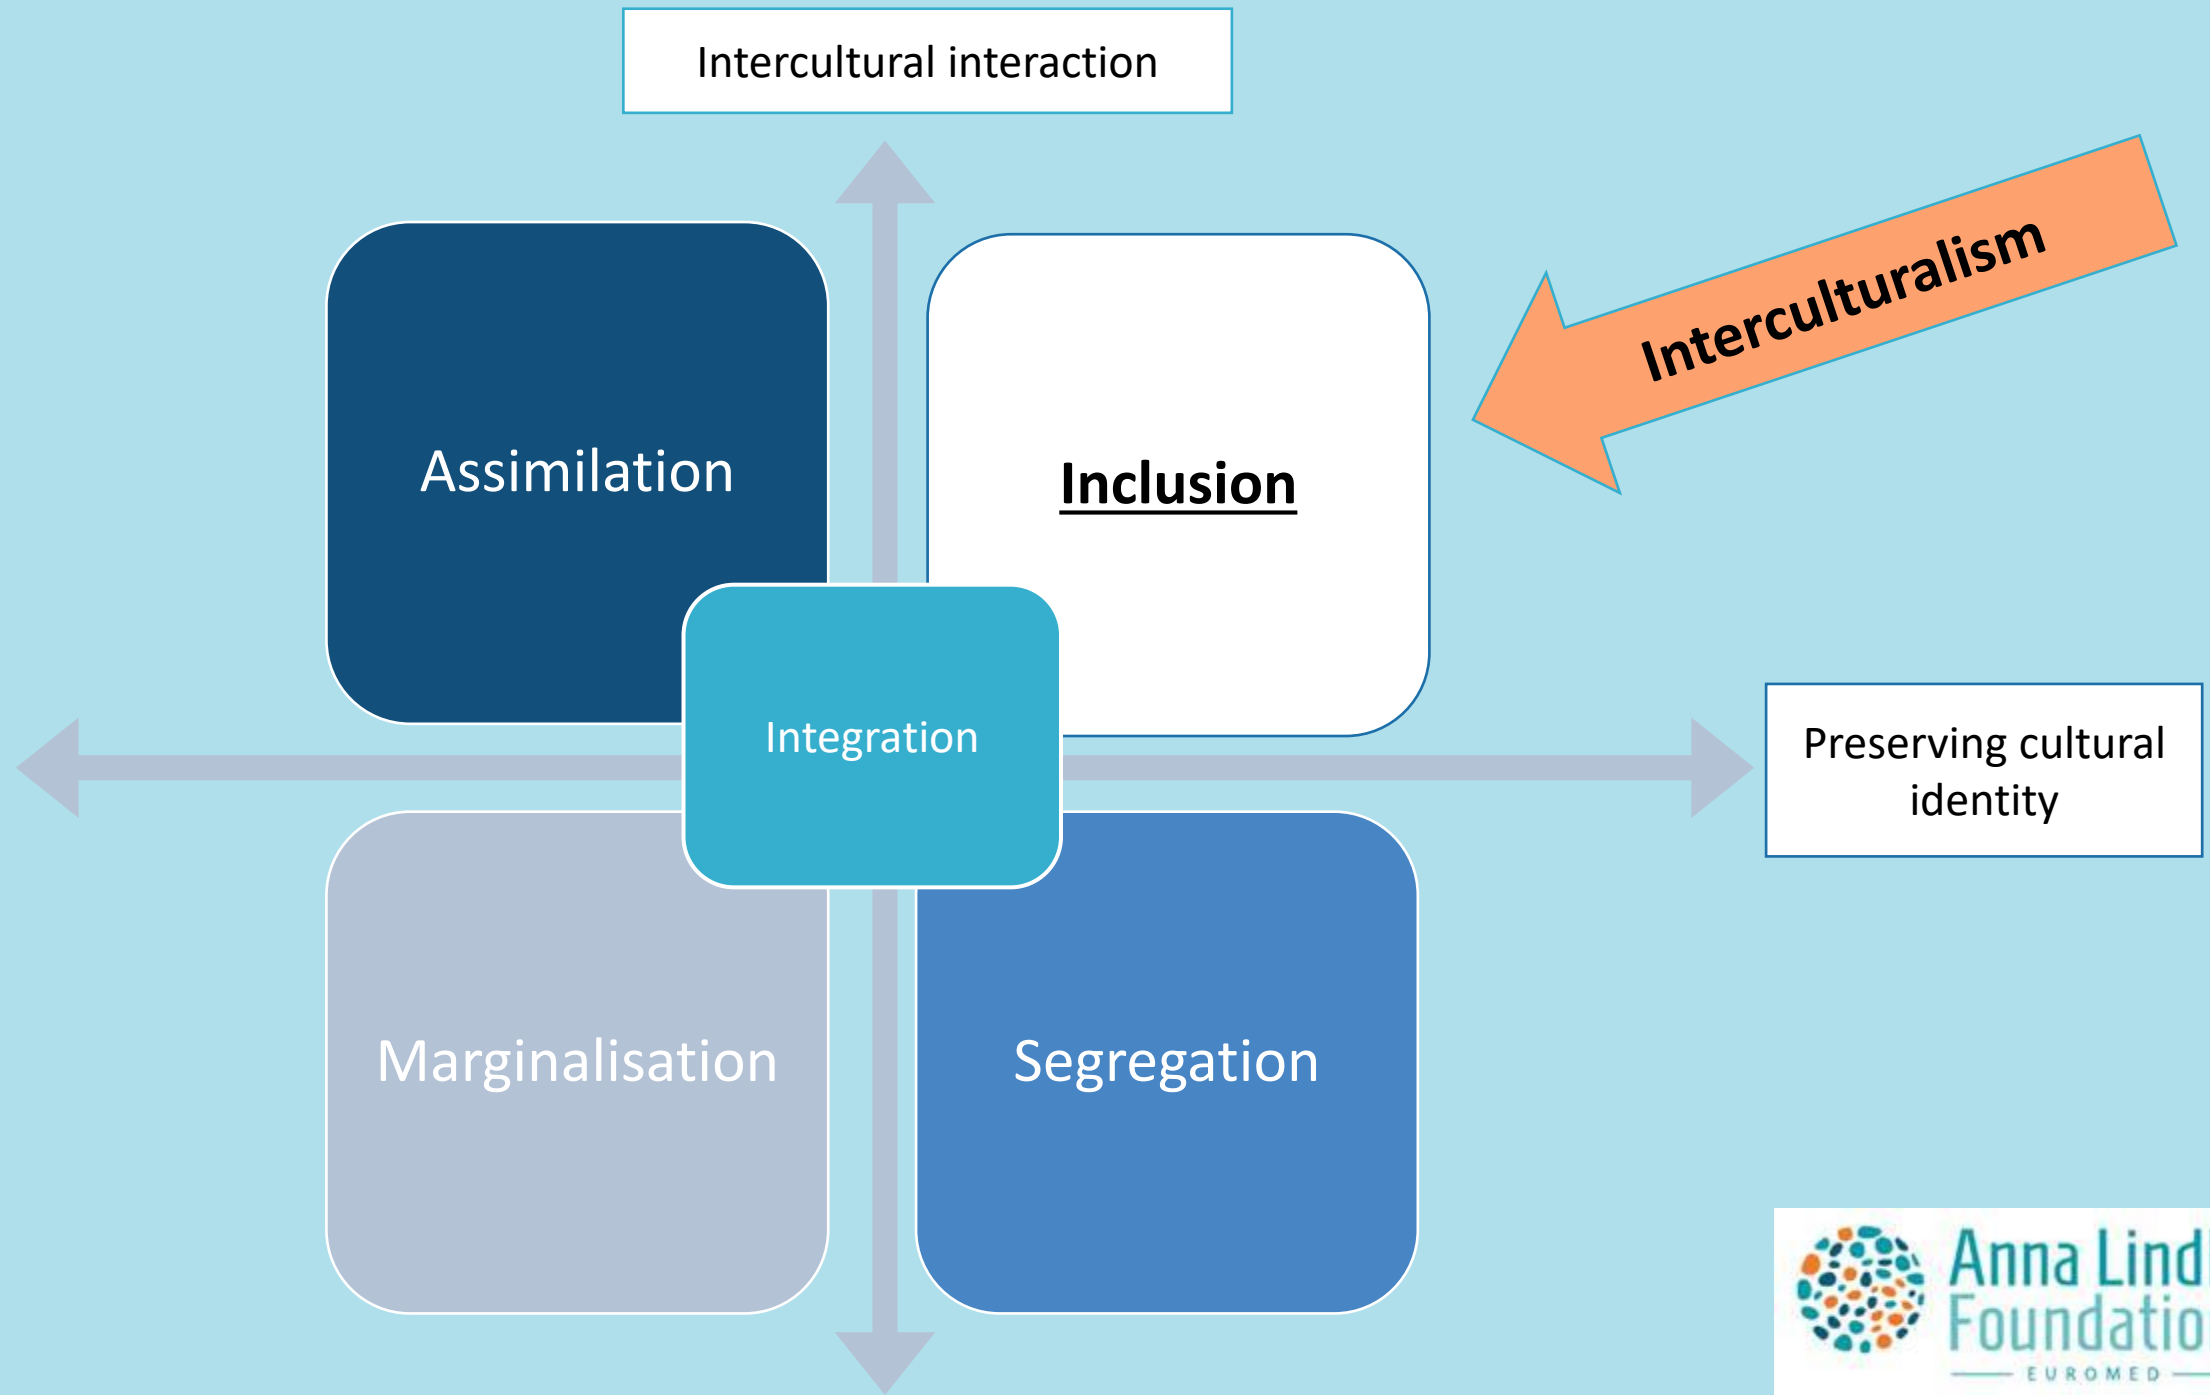 Intercultural interaction
Interculturalism
Assimilation
Inclusion
Integration
Preserving cultural
identity
Marginalisation
Segregation
Anna Lind
Foundatio
EUROMED